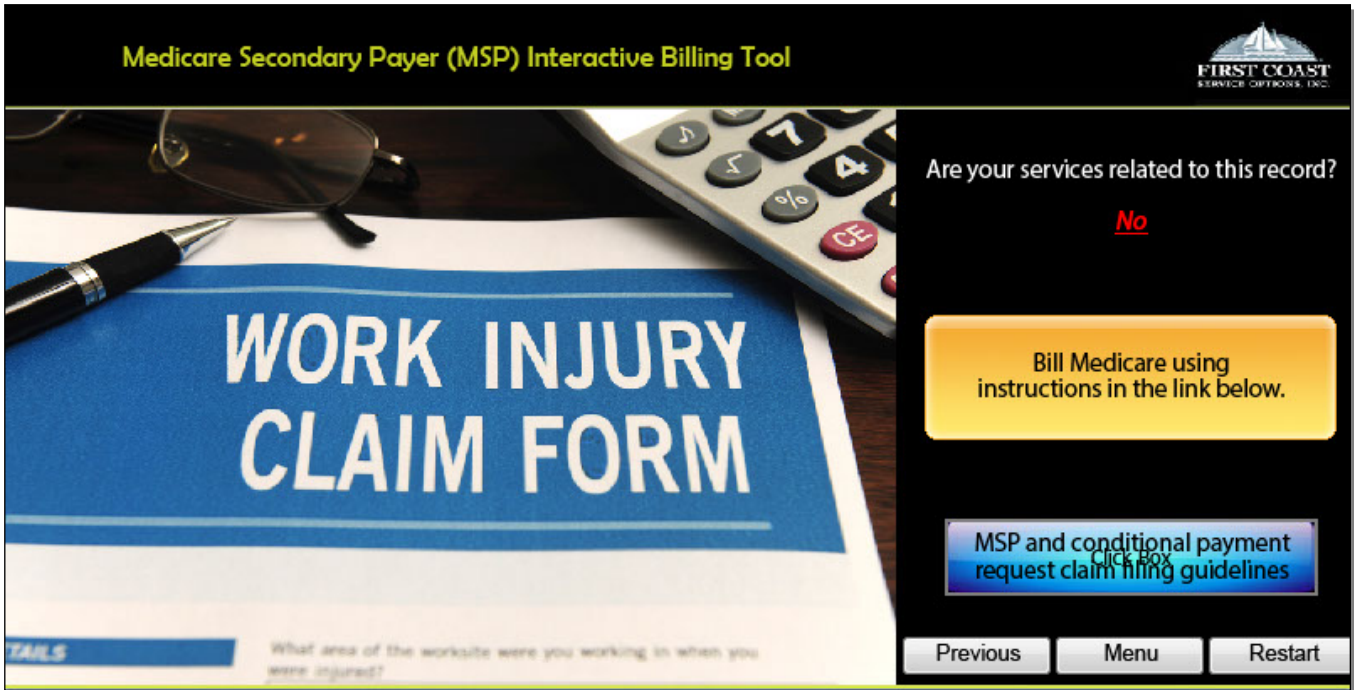 Medicare Secondary Payer (MSP) Interactive Billing Tool
FIRST COAST
SERVICE OPTIONS, INC.
7
4
%
CE
WORK INJURY
CLAIM FORM
TAILS
What area of the worksite were you working in when you
were injured?
Are your services related to this record?
No
Bill Medicare using
instructions in the link below.
MSP and conditional payment
Click Box
request claim filing guidelines
Previous
Menu
Restart